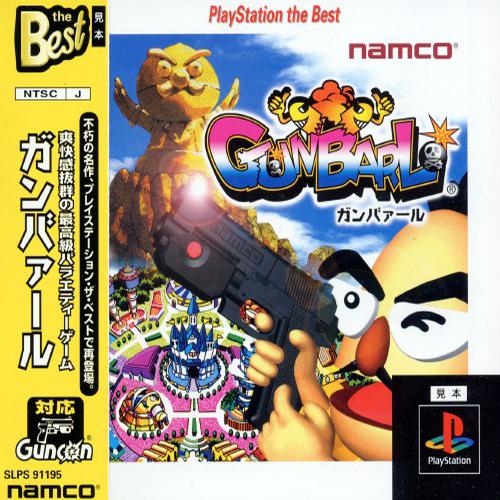 the
Best
見本
NTSC J
不朽の名作、プレイステーション・ザ・ベストで再登場。
爽快感抜群の最高級バラエティーゲーム
ガンバァール
対応
Guncon
SLPS 91195
namco
PlayStation the Best
namco
GUNBARL
ガンバァール
namco
見本
PlayStation